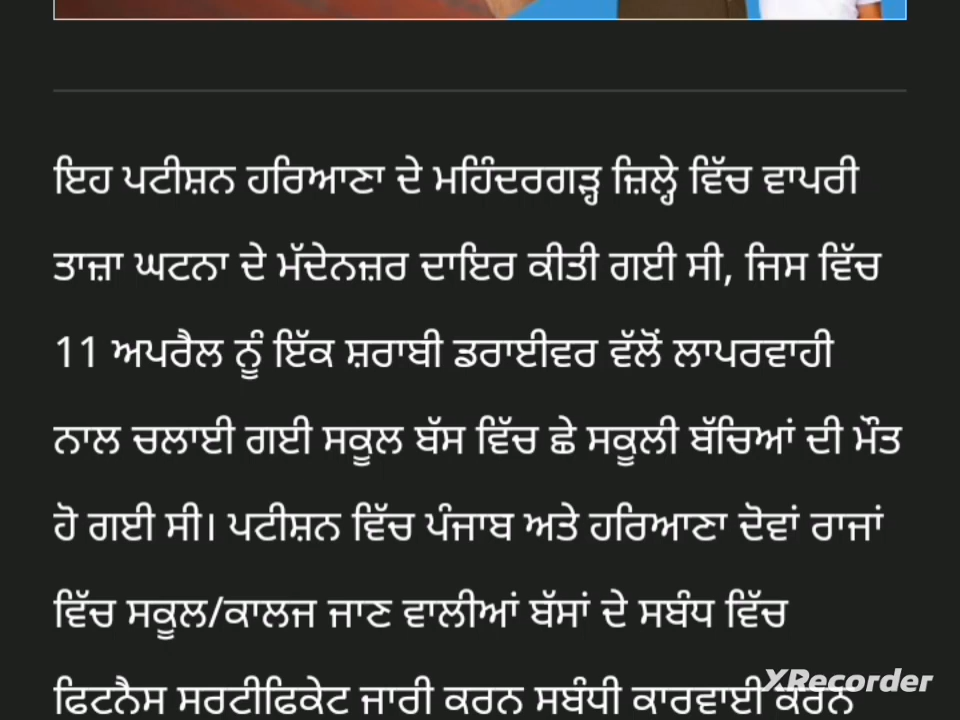 ਇਹ ਪਟੀਸ਼ਨ ਹਰਿਆਣਾ ਦੇ ਮਹਿੰਦਰਗੜ੍ਹ ਜ਼ਿਲ੍ਹੇ ਵਿੱਚ ਵਾਪਰੀ
ਤਾਜ਼ਾ ਘਟਨਾ ਦੇ ਮੱਦੇਨਜ਼ਰ ਦਾਇਰ ਕੀਤੀ ਗਈ ਸੀ, ਜਿਸ ਵਿੱਚ
11 ਅਪਰੈਲ ਨੂੰ ਇੱਕ ਸ਼ਰਾਬੀ ਡਰਾਈਵਰ ਵੱਲੋਂ ਲਾਪਰਵਾਹੀ
ਨਾਲ ਚਲਾਈ ਗਈ ਸਕੂਲ ਬੱਸ ਵਿੱਚ ਛੇ ਸਕੂਲੀ ਬੱਚਿਆਂ ਦੀ ਮੌਤ
ਹੋ ਗਈ ਸੀ। ਪਟੀਸ਼ਨ ਵਿੱਚ ਪੰਜਾਬ ਅਤੇ ਹਰਿਆਣਾ ਦੋਵਾਂ ਰਾਜਾਂ
ਵਿੱਚ ਸਕੂਲ/ਕਾਲਜ ਜਾਣ ਵਾਲੀਆਂ ਬੱਸਾਂ ਦੇ ਸਬੰਧ ਵਿੱਚ
ਫਿਟਨੈਸ ਸਰਟੀਫਿਕੇਟ ਜਾਰੀ ਕਰਨ ਸਬੰਧੀ ਕਾਰਵਾਈ ਕਰਨ
XRecorder